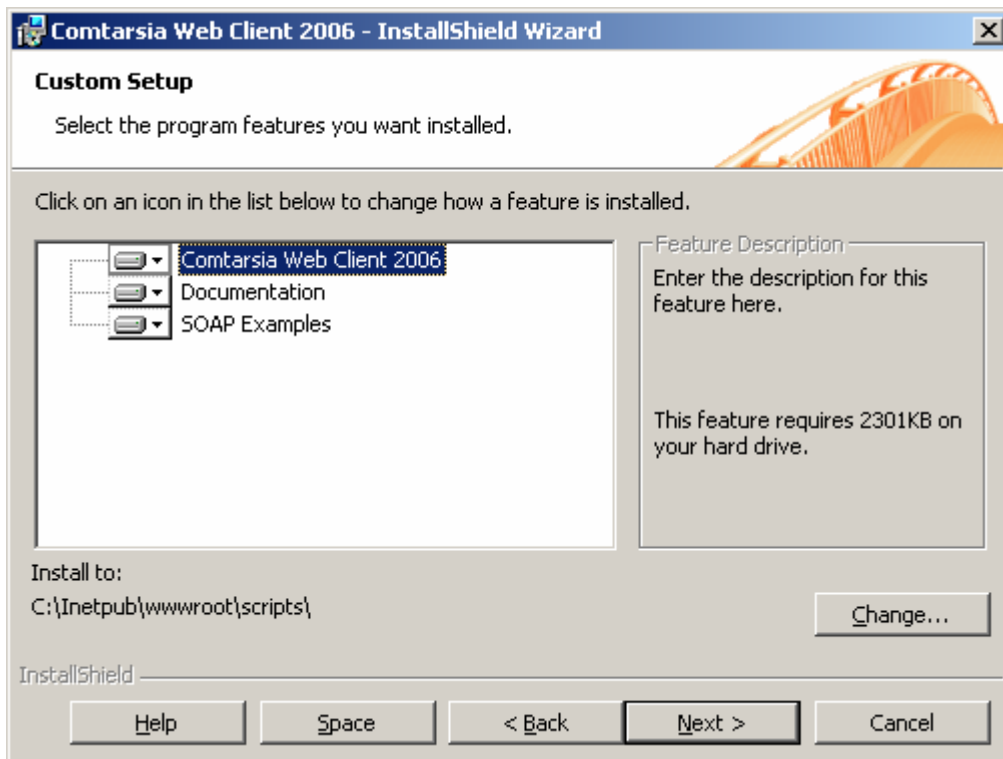 Comtarsia Web Client 2006 - InstallShield Wizard
Custom Setup
Select the program features you want installed.
Click on an icon in the list below to change how a feature is installed.
Comtarsia Web Client 2006
Documentation
SOAP Examples
Feature Description
Enter the description for this
feature here.
This feature requires 2301KB on
your hard drive.
Install to:
C:\Inetpub\wwwroot\scripts\
Change...
InstallShield
Help
Space
< Back
Next >
Cancel